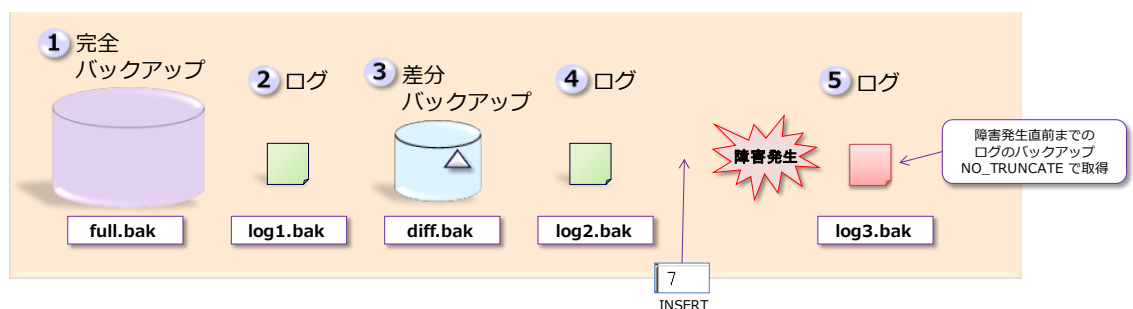 1 完全
バックアップ
2 ログ
3 差分
バックアップ
4 ログ
5 ログ
障害発生
障害発生直前までの
ログのバックアップ
NO_TRUNCATE で取得
full.bak
log1.bak
diff.bak
log2.bak
log3.bak
7
INSERT